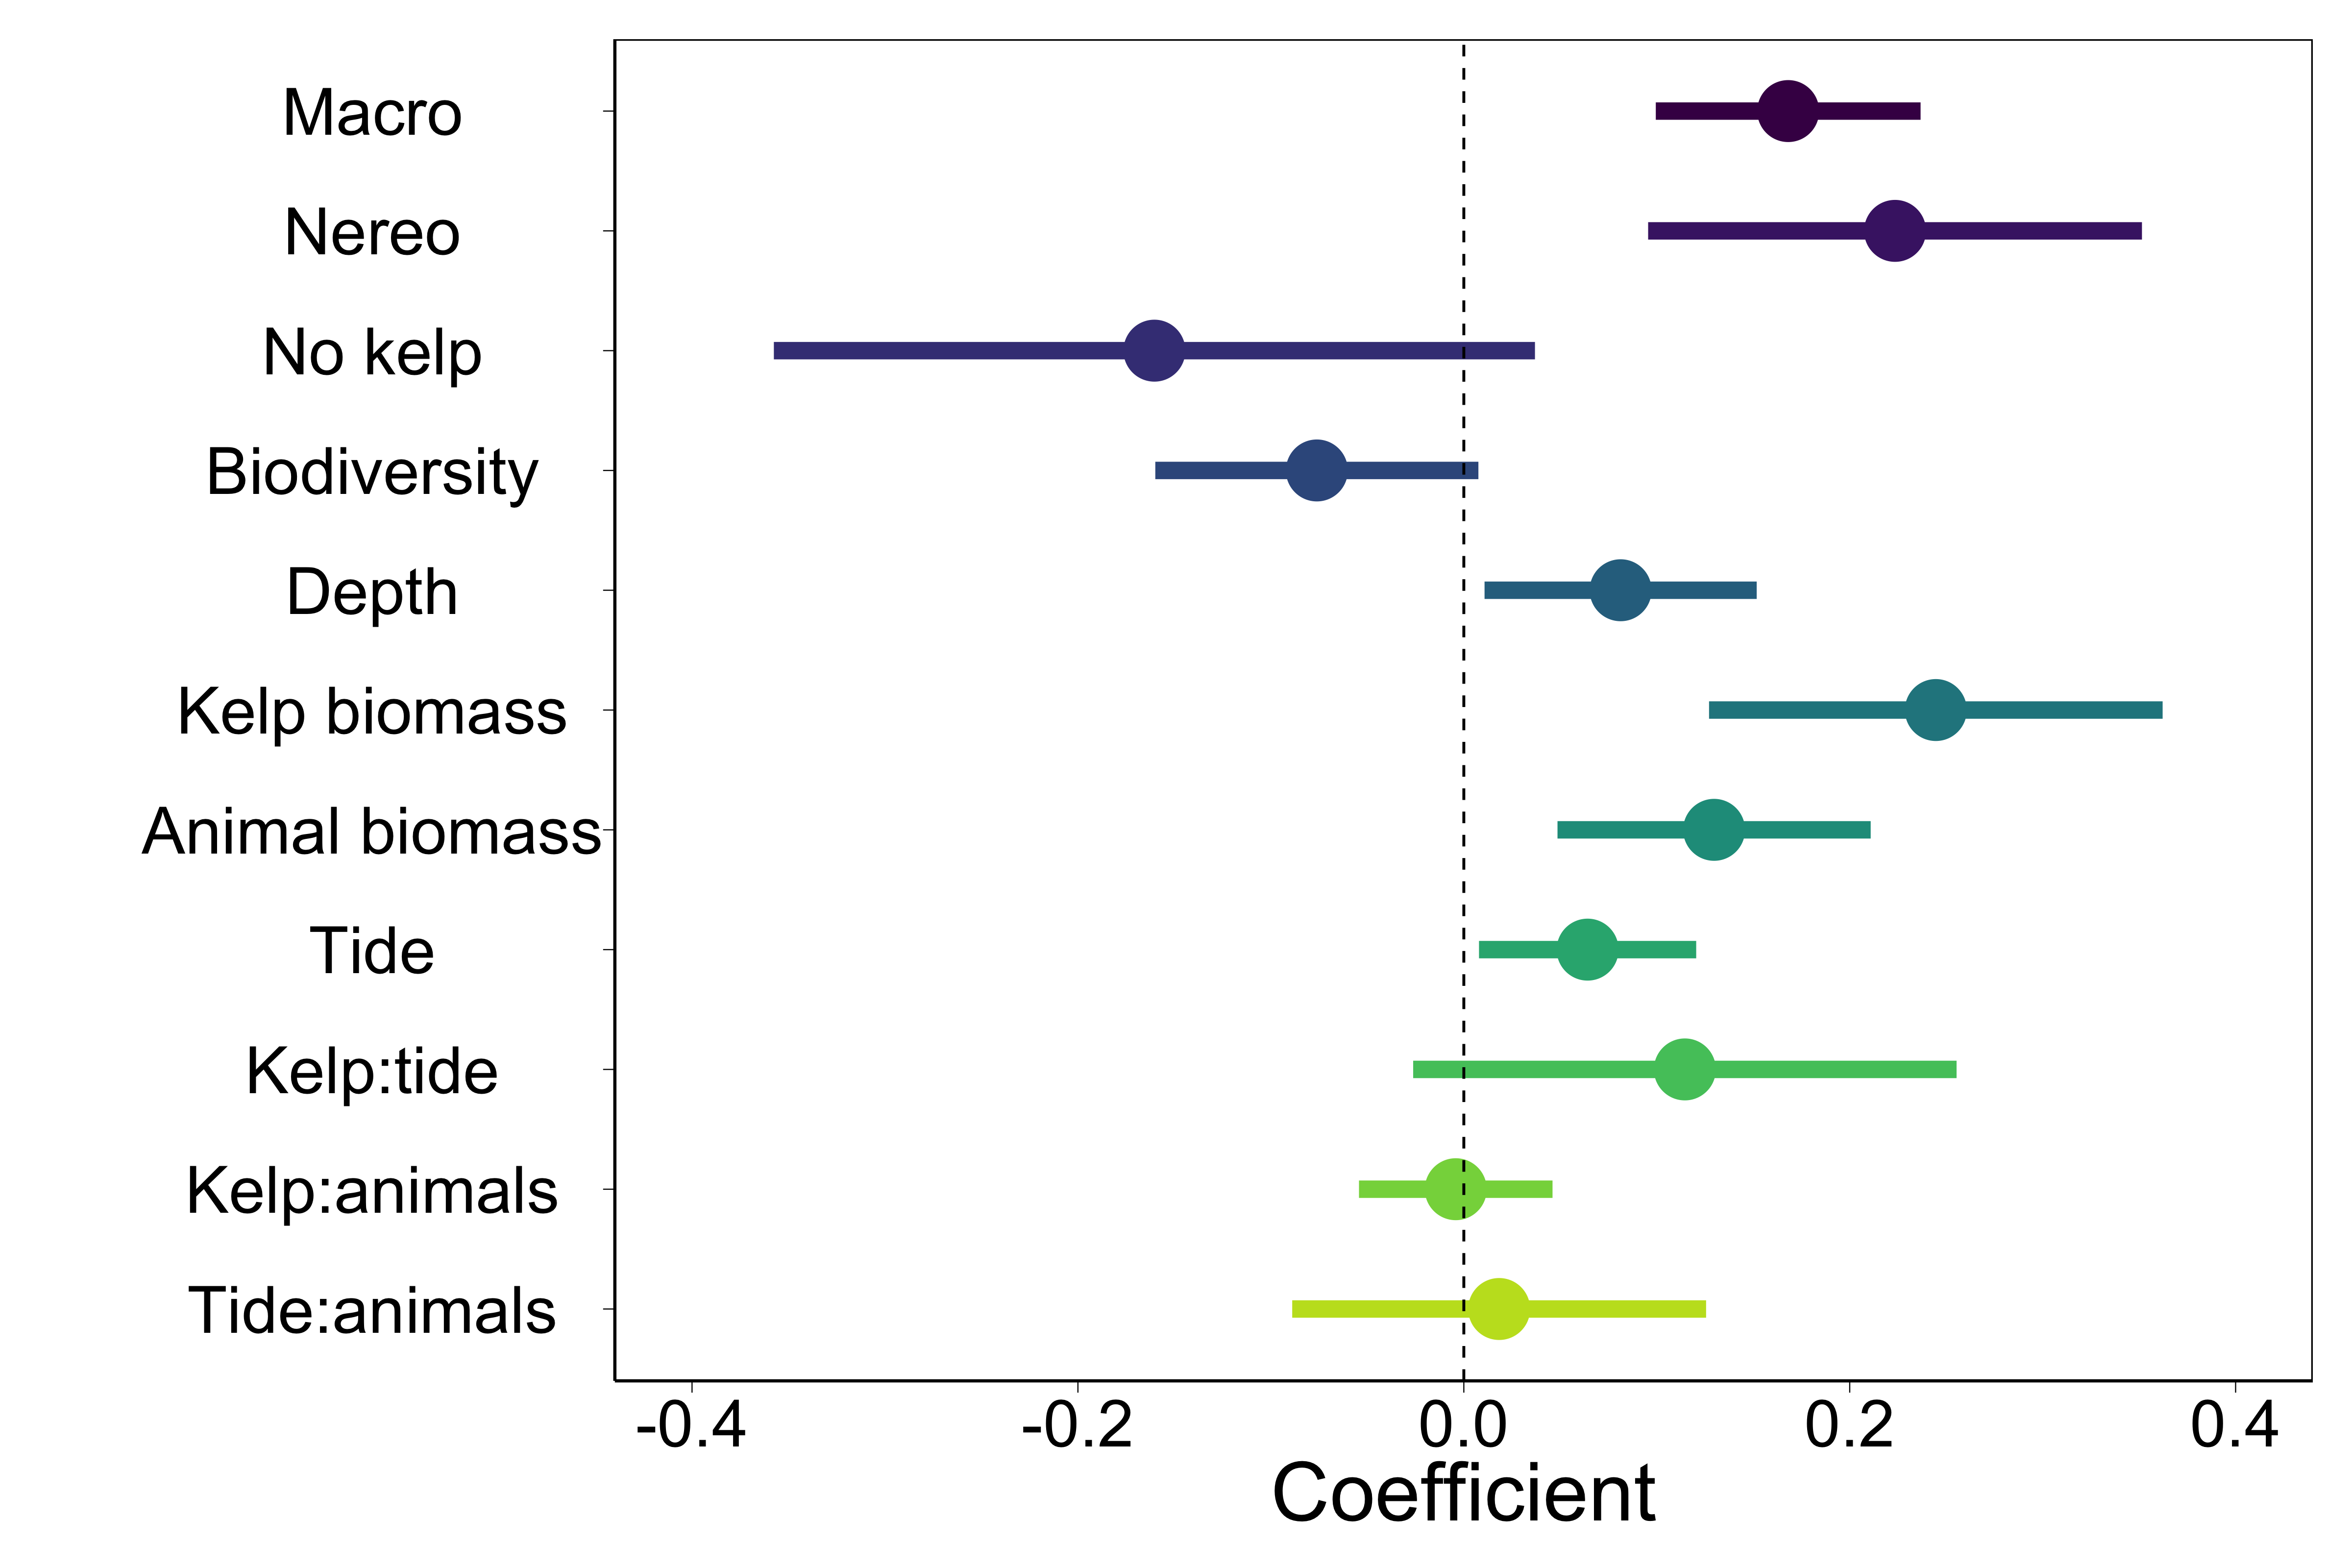 Macro
Nereo
No kelp
Biodiversity
Depth
Kelp biomass
Animal biomass
Tide
Kelp:tide
Kelp:animals
Tide:animals
-0.4 -0.2 0.0 0.2 0.4
Coefficient